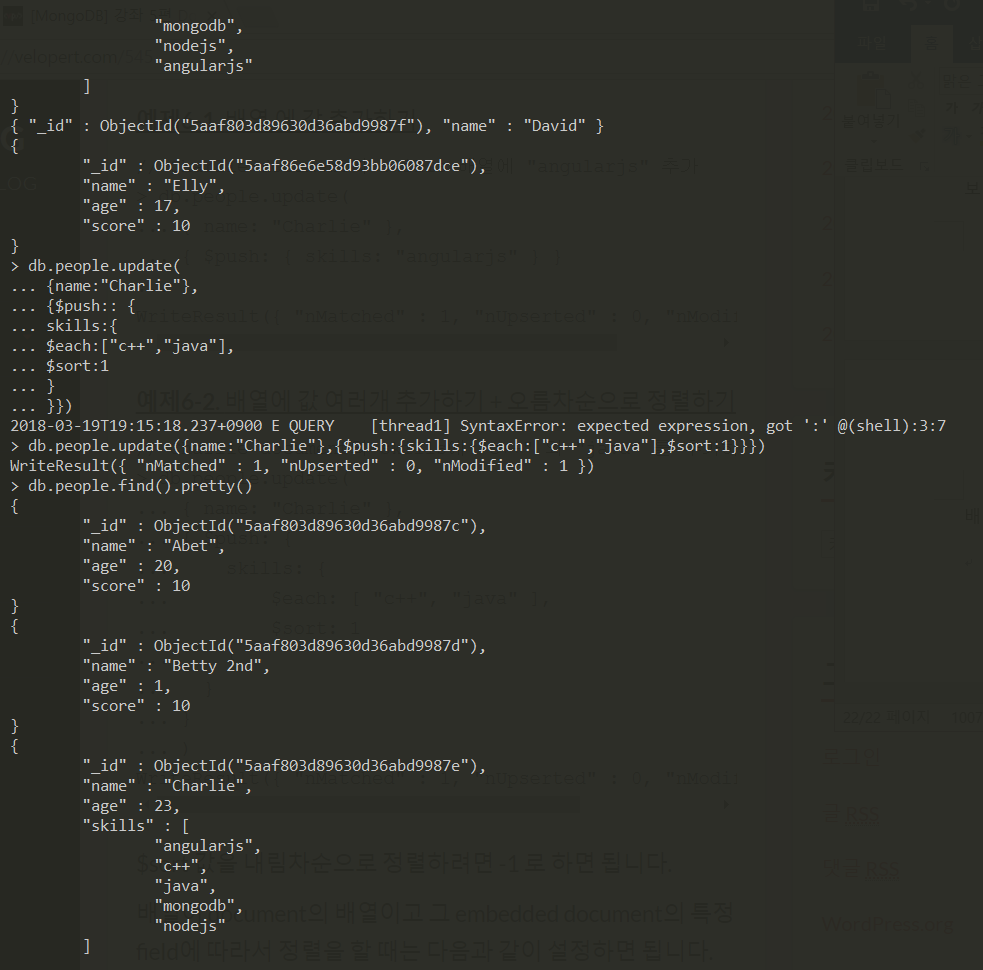 "mongodb",
"nodejs",
"angularjs"
]
}
{ "_id" : ObjectId("5aaf803d89630d36abd9987f"), "name" : "David" }
{
"_id" : ObjectId("5aaf86e6e58d93bb06087dce"),
"name" : "Elly",
"age" : 17,
"score" : 10
}
> db.people.update(
... {name:"Charlie"},
... {$push:: {
... skills:{
... $each:["c++","java"],
... $sort:1
... }
... }})
2018-03-19T19:15:18.237+0900 E QUERY    [thread1] SyntaxError: expected expression, got ':' @(shell):3:7
> db.people.update({name:"Charlie"},{$push:{skills:{$each:["c++","java"],$sort:1}}})
WriteResult({ "nMatched" : 1, "nUpserted" : 0, "nModified" : 1 })
> db.people.find().pretty()
{
"_id" : ObjectId("5aaf803d89630d36abd9987c"),
"name" : "Abet",
"age" : 20,
"score" : 10
}
{
"_id" : ObjectId("5aaf803d89630d36abd9987d"),
"name" : "Betty 2nd",
"age" : 1,
"score" : 10
}
{
"_id" : ObjectId("5aaf803d89630d36abd9987e"),
"name" : "Charlie",
"age" : 23,
"skills" : [
"angularjs",
"c++",
"java",
"mongodb",
"nodejs"
]